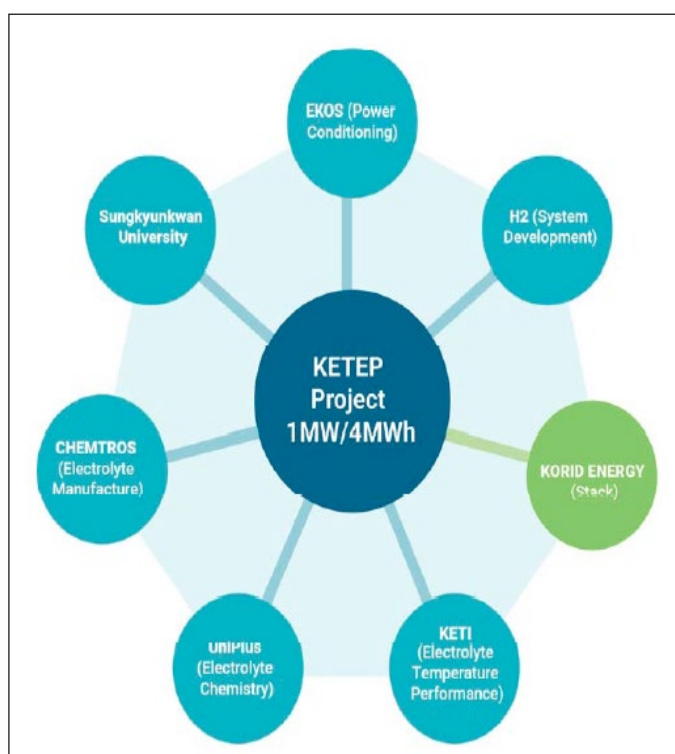 EKOS (Power
Conditioning)
Sungkyunkwan
University
H2 (System
Development)
KETEP
Project
1MW/4MWh
CHEMTROS
(Electrolyte
Manufacture)
KORID ENERGY
(Stack)
UniPlus
(Electrolyte
Chemistry)
KETI
(Electrolyte
Temperature
Performance)